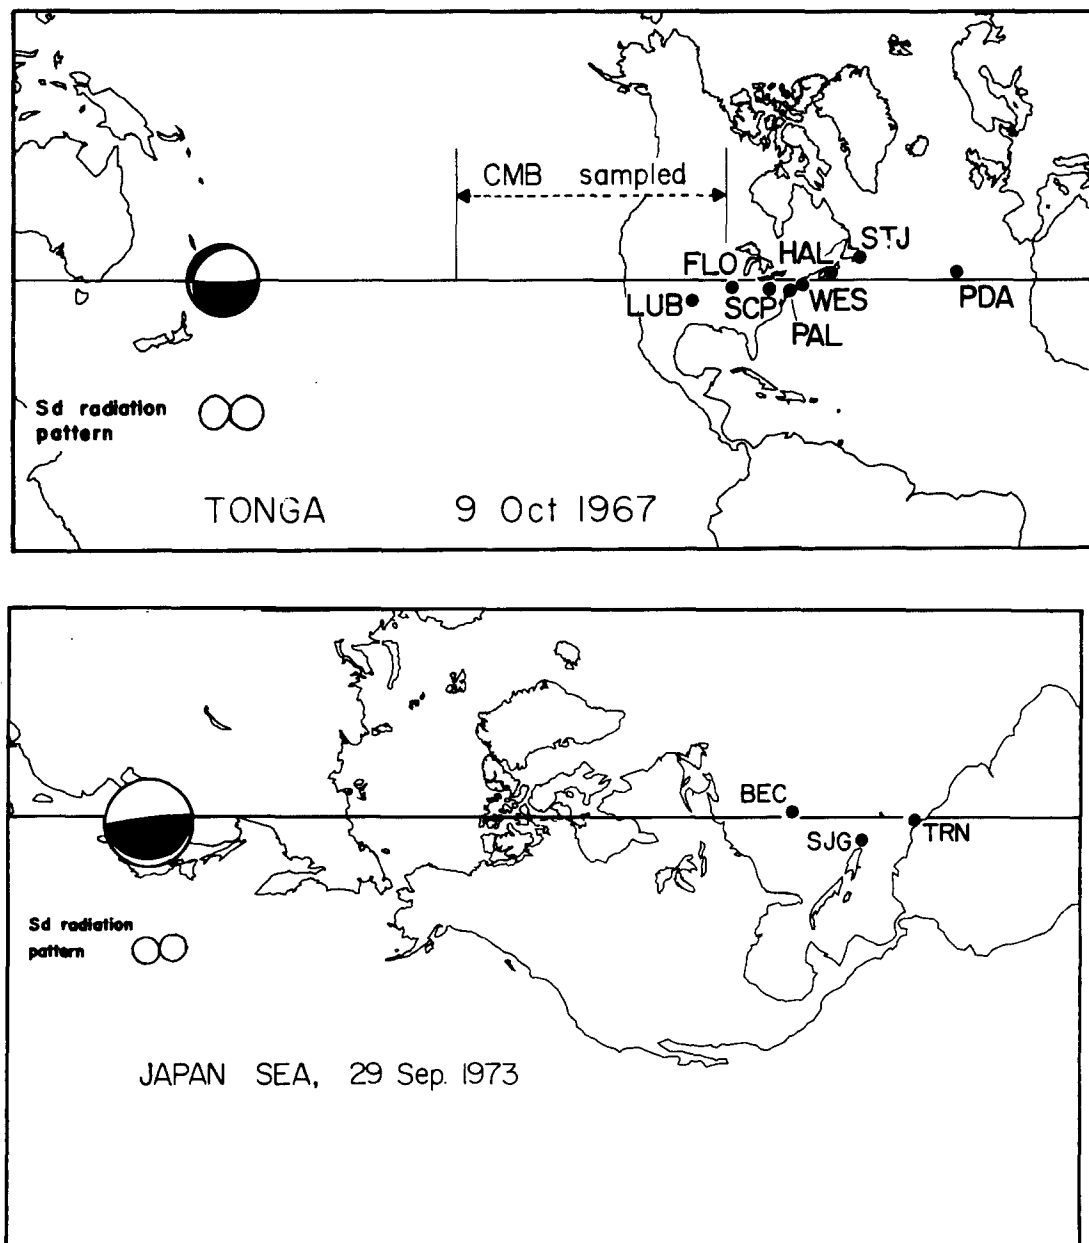 CMB sampled
STJ
HAL
FLO
LUB
SCP
WES
PDA
PAL
Sd radiation
pattern
TONGA 9 Oct 1967
BEC
SJG
TRN
Sd radiation
pattern
JAPAN SEA, 29 Sep. 1973